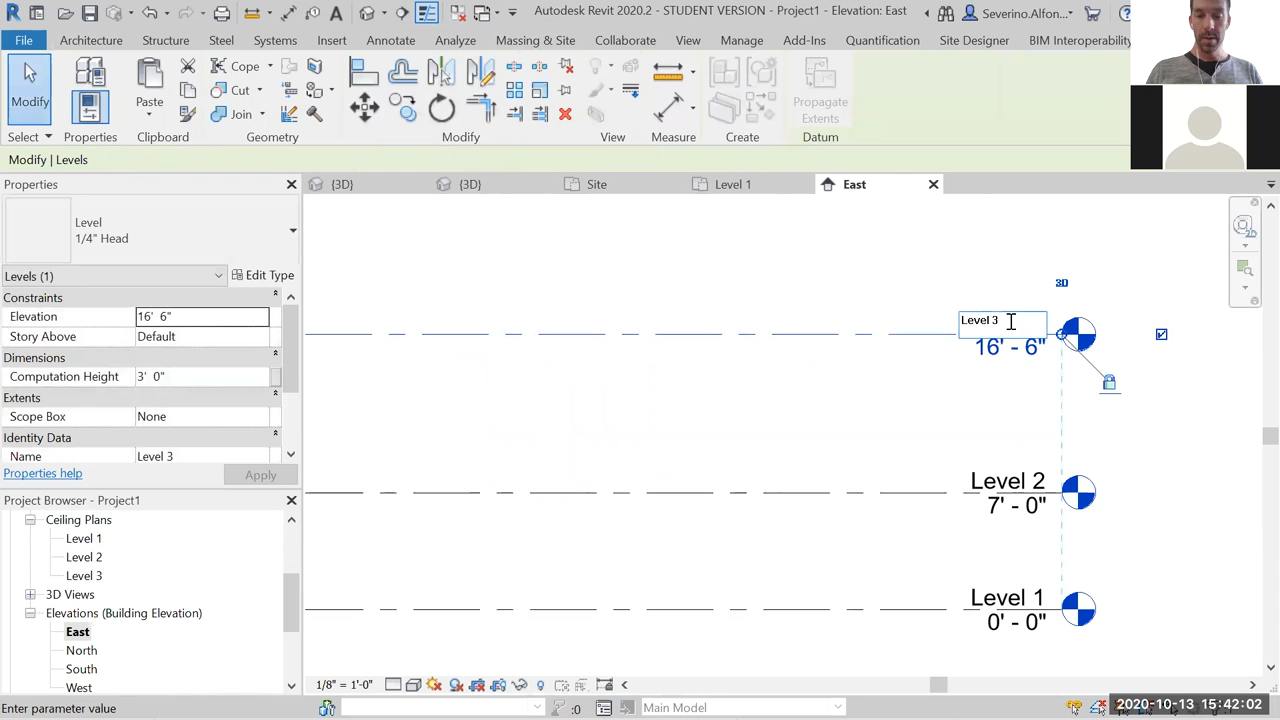 Autodesk Revit 2020.2 - STUDENT VERSION - Project1 - Elevation: East
Severino.Alfon...
File Architecture Structure Steel Systems Insert Annotate Analyze Massing & Site Collaborate View Manage Add-Ins Quantification Site Designer BIM Interoperability
Modify
Paste
Cope
Cut
Join
Propagate
Extents
Select Properties Clipboard Geometry Modify View Measure Create Datum
Modify | Levels
Properties
{3D} {3D} Site Level 1 East
Level
1/4" Head
Levels (1)
Edit Type
Constraints
Elevation 16' 6"
Story Above Default
Dimensions
Computation Height 3' 0"
Extents
Scope Box None
Identity Data
Name Level 3
Properties help
Apply
Project Browser - Project1
Ceiling Plans
Level 1
Level 2
Level 3
3D Views
Elevations (Building Elevation)
East
North
South
West
3D
Level 3
16' - 6"
Level 2
7' - 0"
Level 1
0' - 0"
2D
1/8" = 1'-0"
Enter parameter value
:0
Main Model
2020-10-13 15:42:02